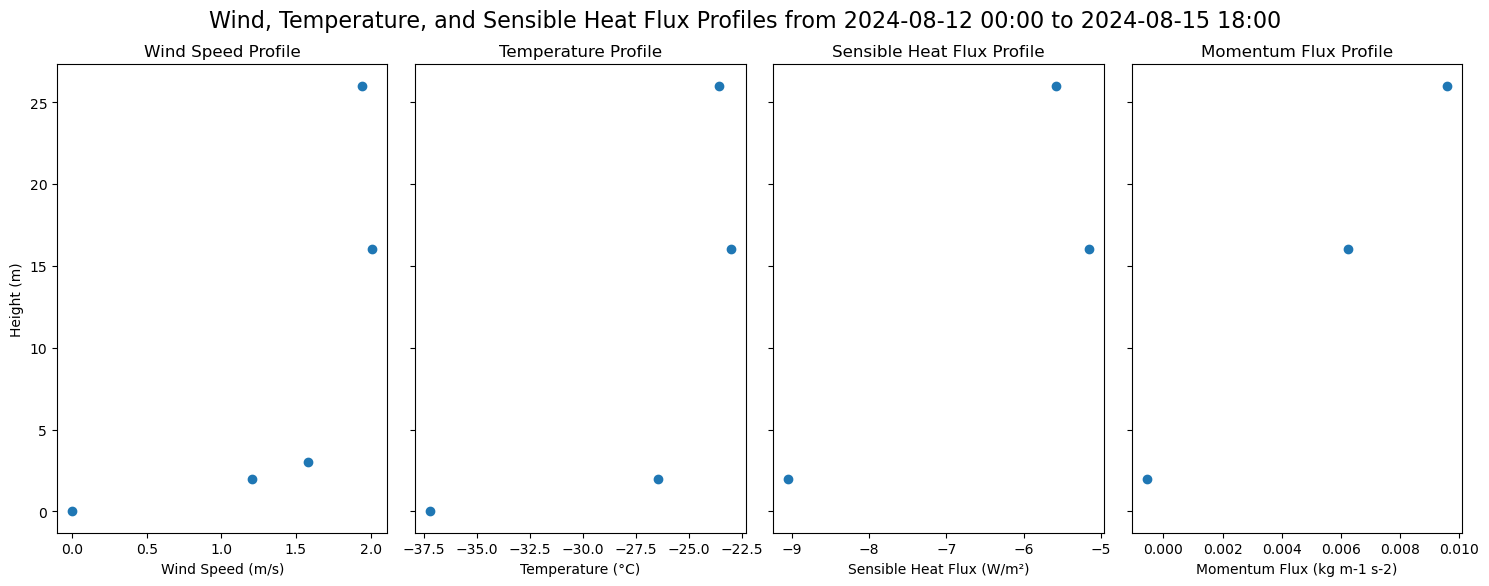 Wind, Temperature, and Sensible Heat Flux Profiles from 2024-08-12 00:00 to 2024-08-15 18:00
Wind Speed Profile
Temperature Profile
Sensible Heat Flux Profile
Momentum Flux Profile
Height (m)
25
20
15
10
5
0
0.0 0.5 1.0 1.5 2.0
−37.5 −35.0 −32.5 −30.0 −27.5 −25.0 −22.5
−9 −8 −7 −6 −5
0.000 0.002 0.004 0.006 0.008 0.010
Wind Speed (m/s)
Temperature (°C)
Sensible Heat Flux (W/m²)
Momentum Flux (kg m-1 s-2)